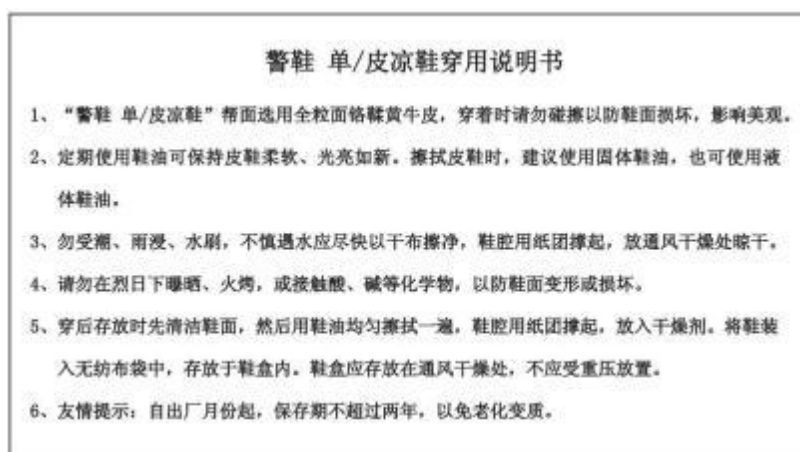 警鞋 单/皮凉鞋穿用说明书
1、“警鞋 单/皮凉鞋”帮面选用全粒面铬鞣黄牛皮，穿着时请勿碰擦以防鞋面损坏，影响美观。
2、定期使用鞋油可保持皮鞋柔软、光亮如新。擦拭皮鞋时，建议使用固体鞋油，也可使用液
体鞋油。
3、勿受潮、雨浸、水刷，不慎遇水应尽快以干布擦净，鞋腔用纸团撑起，放通风干燥处晾干。
4、请勿在烈日下曝晒、火烤，或接触酸、碱等化学物，以防鞋面变形或损坏。
5、穿后存放时先清洁鞋面，然后用鞋油均匀擦拭一遍，鞋腔用纸团撑起，放入干燥剂。将鞋装
入无纺布袋中，存放于鞋盒内。鞋盒应存放在通风干燥处，不应受重压放置。
6、友情提示：自出厂月份起，保存期不超过两年，以免老化变质。